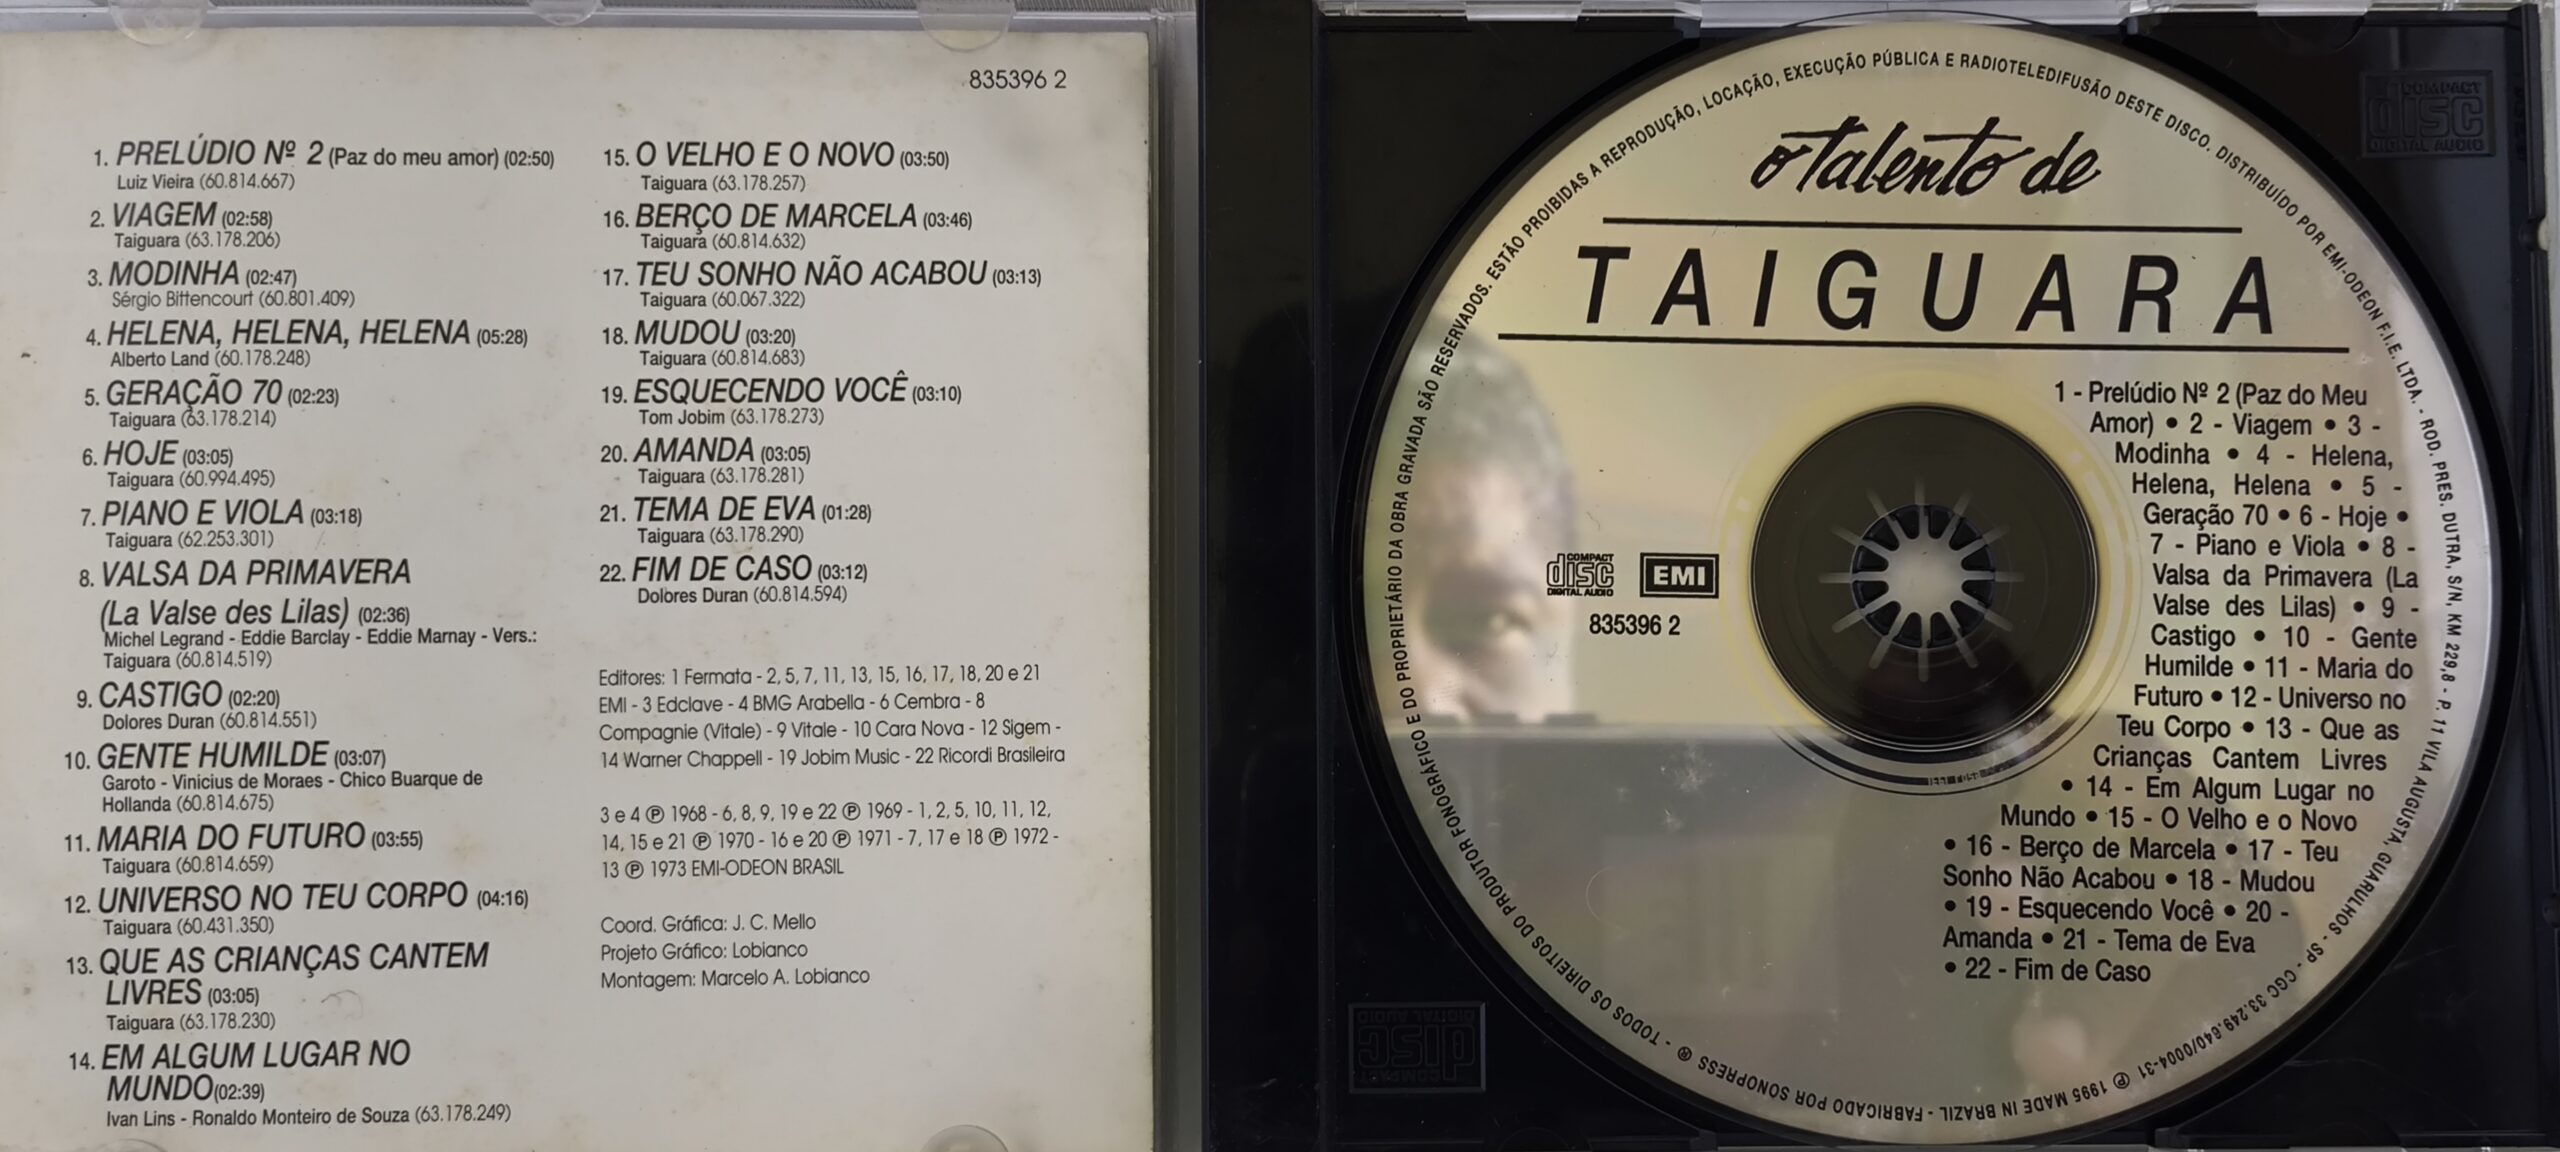 835396 2
1. PRELÚDIO Nº 2 (Paz do meu amor) (02:50)
Luiz Vieira (60.814.667)
2. VIAGEM (02:58)
Taiguara (63.178.206)
3. MODINHA (02:47)
Sérgio Bittencourt (60.801.409)
4. HELENA, HELENA, HELENA (05:28)
Alberto Land (60.178.248)
5. GERAÇÃO 70 (02:23)
Taiguara (63.178.214)
6. HOJE (03:05)
Taiguara (60.994.495)
7. PIANO E VIOLA (03:18)
Taiguara (62.253.301)
8. VALSA DA PRIMAVERA
(La Valse des Lilas) (02:36)
Michel Legrand - Eddie Barclay - Eddie Marnay - Vers.:
Taiguara (60.814.519)
9. CASTIGO (02:20)
Dolores Duran (60.814.551)
10. GENTE HUMILDE (03:07)
Garoto - Vinicius de Moraes - Chico Buarque de
Hollanda (60.814.675)
11. MARIA DO FUTURO (03:55)
Taiguara (60.814.659)
12. UNIVERSO NO TEU CORPO (04:16)
Taiguara (60.431.350)
13. QUE AS CRIANÇAS CANTEM
LIVRES (03:05)
Taiguara (63.178.230)
14. EM ALGUM LUGAR NO
MUNDO(02:39)
Ivan Lins - Ronaldo Monteiro de Souza (63.178.249)
15. O VELHO E O NOVO (03:50)
Taiguara (63.178.257)
16. BERÇO DE MARCELA (03:46)
Taiguara (60.814.632)
17. TEU SONHO NÃO ACABOU (03:13)
Taiguara (60.067.322)
18. MUDOU (03:20)
Taiguara (60.814.683)
19. ESQUECENDO VOCÊ (03:10)
Tom Jobim (63.178.273)
20. AMANDA (03:05)
Taiguara (63.178.281)
21. TEMA DE EVA (01:28)
Taiguara (63.178.290)
22. FIM DE CASO (03:12)
Dolores Duran (60.814.594)
Editores: 1 Fermata - 2, 5, 7, 11, 13, 15, 16, 17, 18, 20 e 21
EMI - 3 Edclave - 4 BMG Arabella - 6 Cembra - 8
Compagnie (Vitale) - 9 Vitale - 10 Cara Nova - 12 Sigem -
14 Warner Chappell - 19 Jobim Music - 22 Ricordi Brasileira
3 e 4 ℗ 1968 - 6, 8, 9, 19 e 22 ℗ 1969 - 1, 2, 5, 10, 11, 12,
14, 15 e 21 ℗ 1970 - 16 e 20 ℗ 1971 - 7, 17 e 18 ℗ 1972 -
13 ℗ 1973 EMI-ODEON BRASIL
Coord. Gráfica: J. C. Mello
Projeto Gráfico: Lobianco
Montagem: Marcelo A. Lobianco
TODOS OS DIREITOS DO PRODUTOR FONOGRÁFICO E DO PROPRIETÁRIO DA OBRA GRAVADA SÃO RESERVADOS. ESTÃO PROIBIDAS A REPRODUÇÃO, LOCAÇÃO, EXECUÇÃO PÚBLICA E RADIOTELEDIFUSÃO DESTE DISCO. DISTRIBUÍDO POR EMI-ODEON F.I.E. LTDA. - ROD. PRES. DUTRA, S/N, KM 229,8 - P. 11 VILA AUGUSTA, GUARULHOS - SP - CGC 33.249.640/0004-31 ℗ 1995 MADE IN BRAZIL - FABRICADO POR SONOPRESS ® -
o talento de
TAIGUARA
1 - Prelúdio Nº 2 (Paz do Meu
Amor) • 2 - Viagem • 3 -
Modinha • 4 - Helena,
Helena, Helena • 5 -
Geração 70 • 6 - Hoje •
7 - Piano e Viola • 8 -
Valsa da Primavera (La
Valse des Lilas) • 9 -
Castigo • 10 - Gente
Humilde • 11 - Maria do
Futuro • 12 - Universo no
Teu Corpo • 13 - Que as
Crianças Cantem Livres
• 14 - Em Algum Lugar no
Mundo • 15 - O Velho e o Novo
• 16 - Berço de Marcela • 17 - Teu
Sonho Não Acabou • 18 - Mudou
• 19 - Esquecendo Você • 20 -
Amanda • 21 - Tema de Eva
• 22 - Fim de Caso
COMPACT
disc
DIGITAL AUDIO
EMI
835396 2
COMPACT
disc
DIGITAL AUDIO
COMPACT
disc
DIGITAL AUDIO